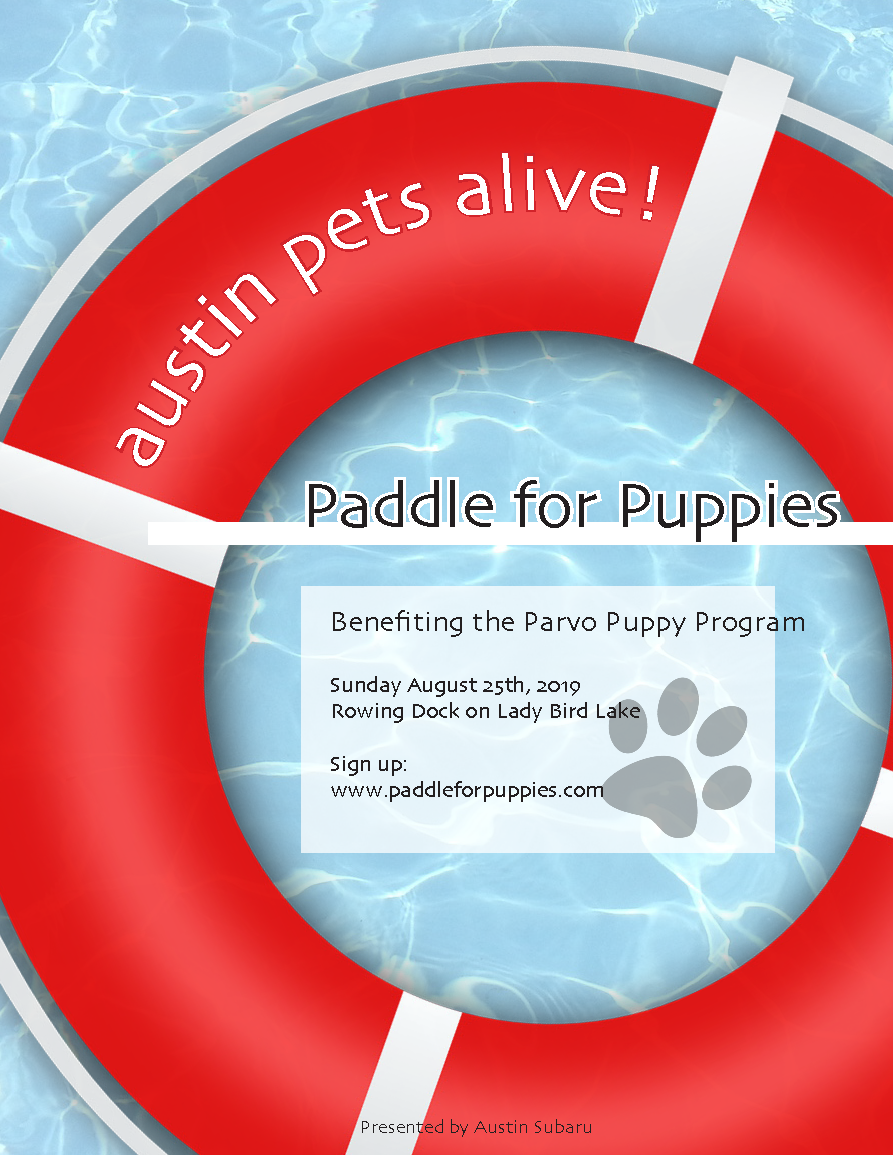 austin pets alive!
Paddle for Puppies
Benefiting the Parvo Puppy Program
Sunday August 25th, 2019
Rowing Dock on Lady Bird Lake
Sign up:
www.paddleforpuppies.com
Presented by Austin Subaru